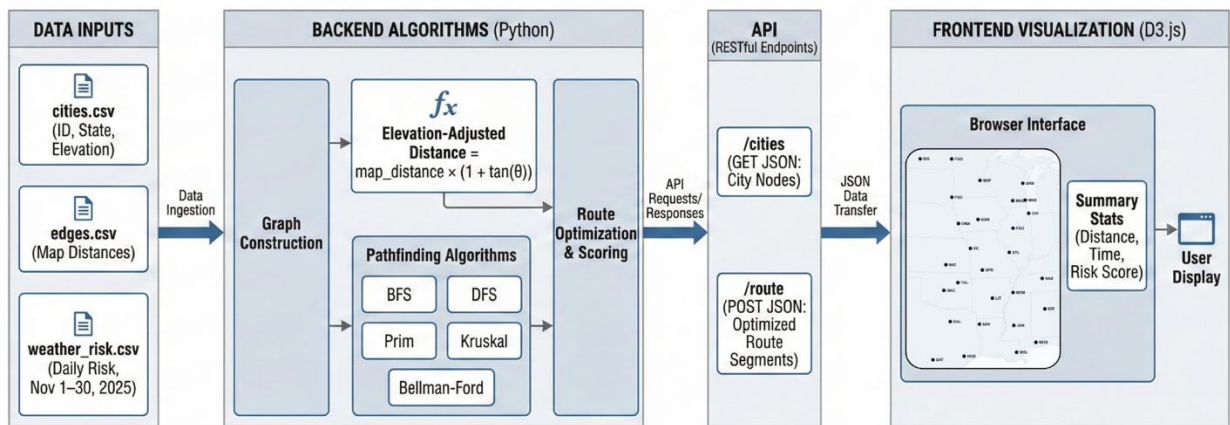 DATA INPUTS
cities.csv
(ID, State,
Elevation)
edges.csv
(Map Distances)
weather_risk.csv
(Daily Risk,
Nov 1–30, 2025)
Data
Ingestion
BACKEND ALGORITHMS (Python)
Graph
Construction
fx
Elevation-Adjusted
Distance =
map_distance × (1 + tan(θ))
Pathfinding Algorithms
BFS
DFS
Prim
Kruskal
Bellman-Ford
Route
Optimization
& Scoring
API
Requests/
Responses
API
(RESTful Endpoints)
/cities
(GET JSON:
City Nodes)
/route
(POST JSON:
Optimized
Route
Segments)
JSON
Data
Transfer
FRONTEND VISUALIZATION (D3.js)
Browser Interface
Summary
Stats
(Distance,
Time,
Risk Score)
User
Display